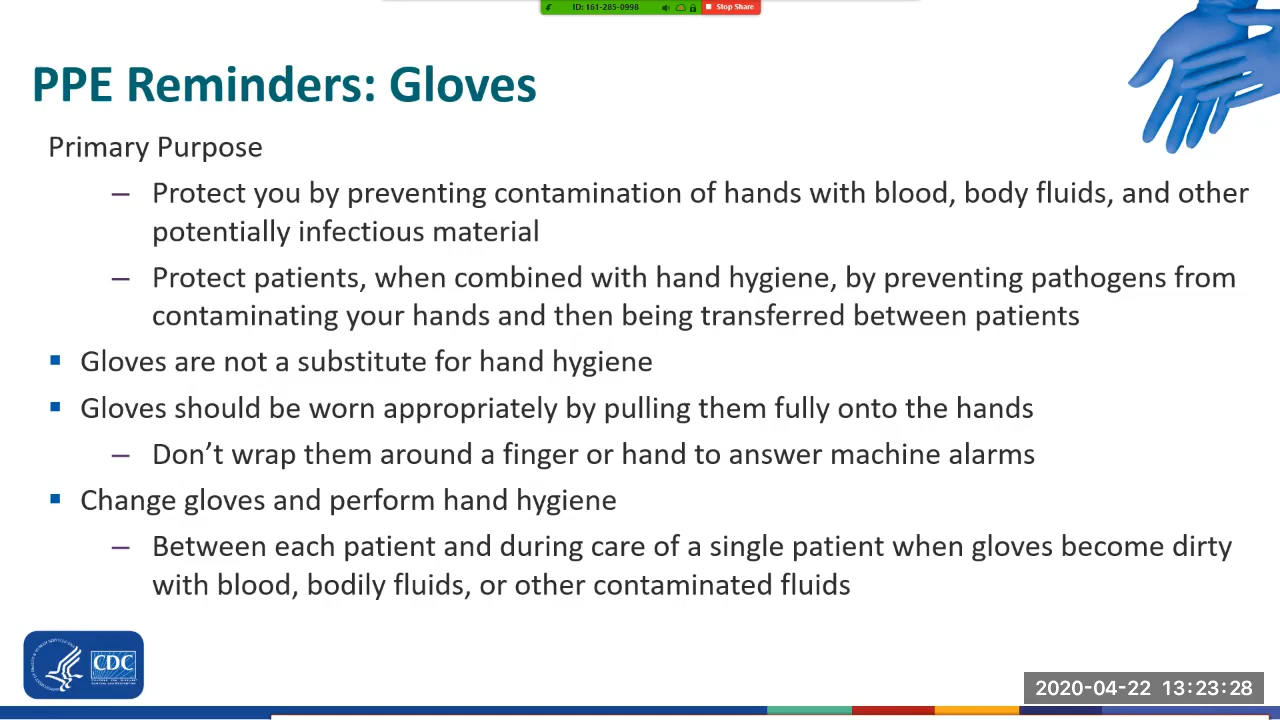 ID: 161-285-0998
Stop Share
PPE Reminders: Gloves
Primary Purpose
– Protect you by preventing contamination of hands with blood, body fluids, and other
potentially infectious material
– Protect patients, when combined with hand hygiene, by preventing pathogens from
contaminating your hands and then being transferred between patients
▪ Gloves are not a substitute for hand hygiene
▪ Gloves should be worn appropriately by pulling them fully onto the hands
– Don’t wrap them around a finger or hand to answer machine alarms
▪ Change gloves and perform hand hygiene
– Between each patient and during care of a single patient when gloves become dirty
with blood, bodily fluids, or other contaminated fluids
CDC
2020-04-22 13:23:28